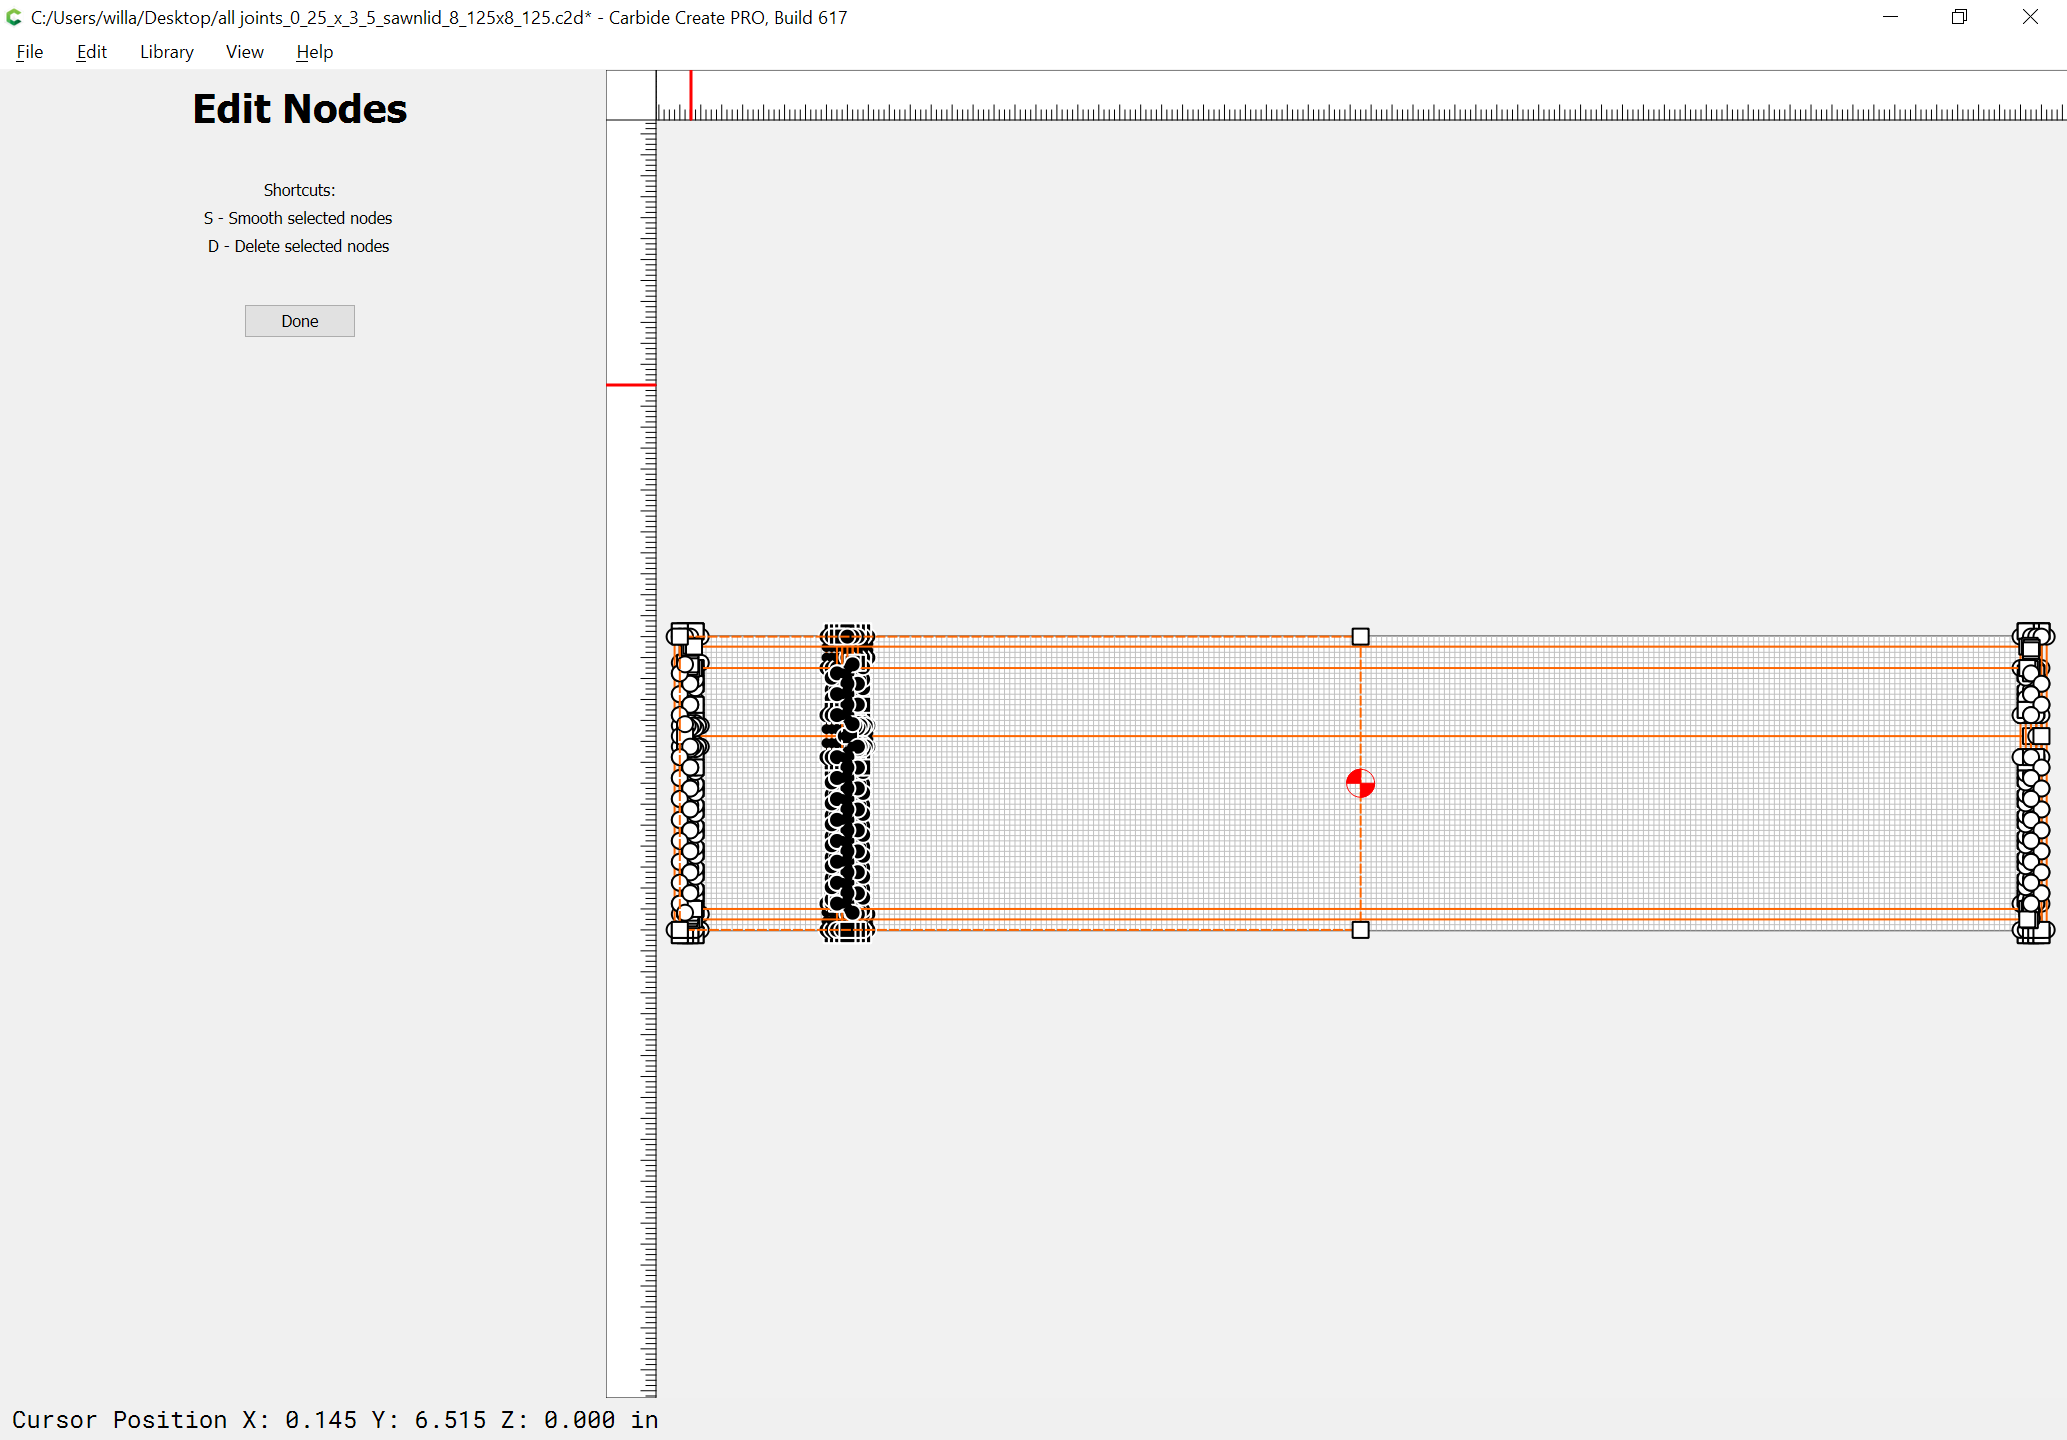 C:/Users/willa/Desktop/all joints_0_25_x_3_5_sawnlid_8_125x8_125.c2d* - Carbide Create PRO, Build 617
File Edit Library View Help
Edit Nodes
Shortcuts:
S - Smooth selected nodes
D - Delete selected nodes
Done
Cursor Position X: 0.145 Y: 6.515 Z: 0.000 in